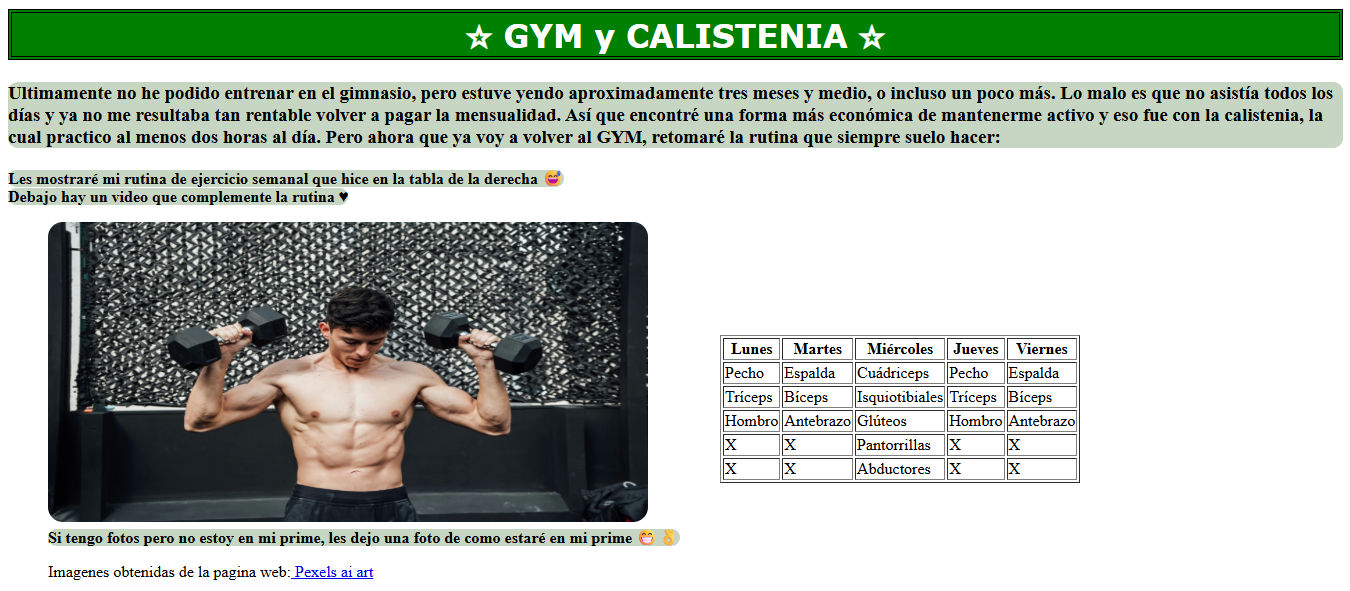 ☆ GYM y CALISTENIA ☆
Ultimamente no he podido entrenar en el gimnasio, pero estuve yendo aproximadamente tres meses y medio, o incluso un poco más. Lo malo es que no asistía todos los
días y ya no me resultaba tan rentable volver a pagar la mensualidad. Así que encontré una forma más económica de mantenerme activo y eso fue con la calistenia, la
cual practico al menos dos horas al día. Pero ahora que ya voy a volver al GYM, retomaré la rutina que siempre suelo hacer:
Les mostraré mi rutina de ejercicio semanal que hice en la tabla de la derecha 😅
Debajo hay un video que complemente la rutina ♥
Lunes Martes Miércoles Jueves Viernes
Pecho Espalda Cuádriceps Pecho Espalda
Tríceps Bíceps Isquiotibiales Tríceps Bíceps
Hombro Antebrazo Glúteos Hombro Antebrazo
X X Pantorrillas X X
X X Abductores X X
Si tengo fotos pero no estoy en mi prime, les dejo una foto de como estaré en mi prime 😁👌
Imagenes obtenidas de la pagina web: Pexels ai art